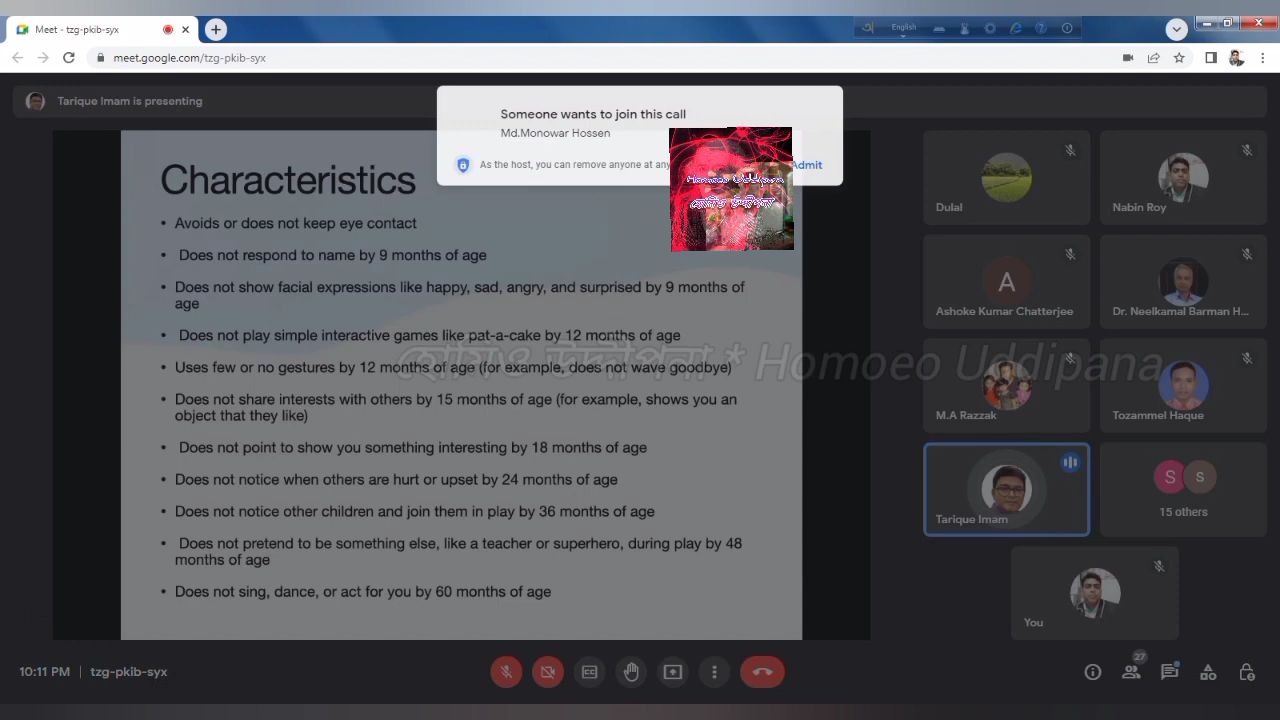 Meet - tzg-pkib-syx
English
meet.google.com/tzg-pkib-syx
Tarique Imam is presenting
Someone wants to join this call
Md.Monowar Hossen
As the host, you can remove anyone at any
Admit
Homoeo Uddipana
হোমিও উদ্দীপনা
Characteristics
• Avoids or does not keep eye contact
• Does not respond to name by 9 months of age
• Does not show facial expressions like happy, sad, angry, and surprised by 9 months of
age
• Does not play simple interactive games like pat-a-cake by 12 months of age
• Uses few or no gestures by 12 months of age (for example, does not wave goodbye)
• Does not share interests with others by 15 months of age (for example, shows you an
object that they like)
• Does not point to show you something interesting by 18 months of age
• Does not notice when others are hurt or upset by 24 months of age
• Does not notice other children and join them in play by 36 months of age
• Does not pretend to be something else, like a teacher or superhero, during play by 48
months of age
• Does not sing, dance, or act for you by 60 months of age
হোমিও উদ্দীপনা * Homoeo Uddipana
Dulal
Nabin Roy
A
Ashoke Kumar Chatterjee
Dr. Neelkamal Barman H...
M.A Razzak
Tozammel Haque
Tarique Imam
S S
15 others
You
10:11 PM | tzg-pkib-syx
27